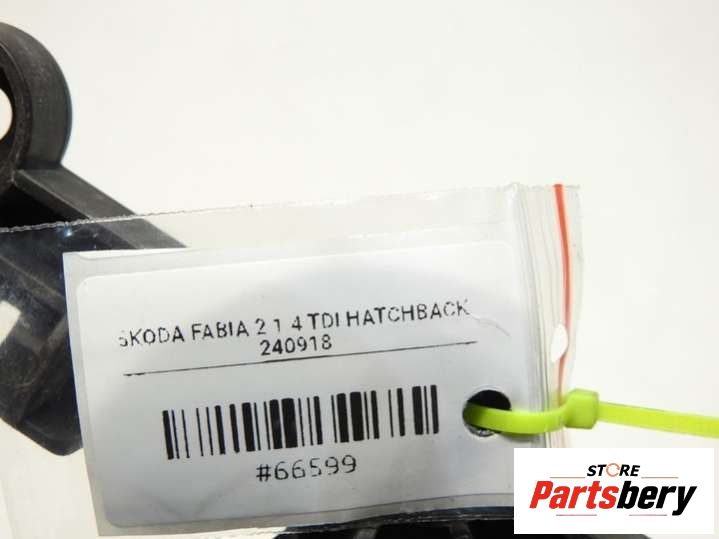 SKODA FABIA 2 1 4 TDI HATCHBACK
240918
#66599
STORE
Partsbery